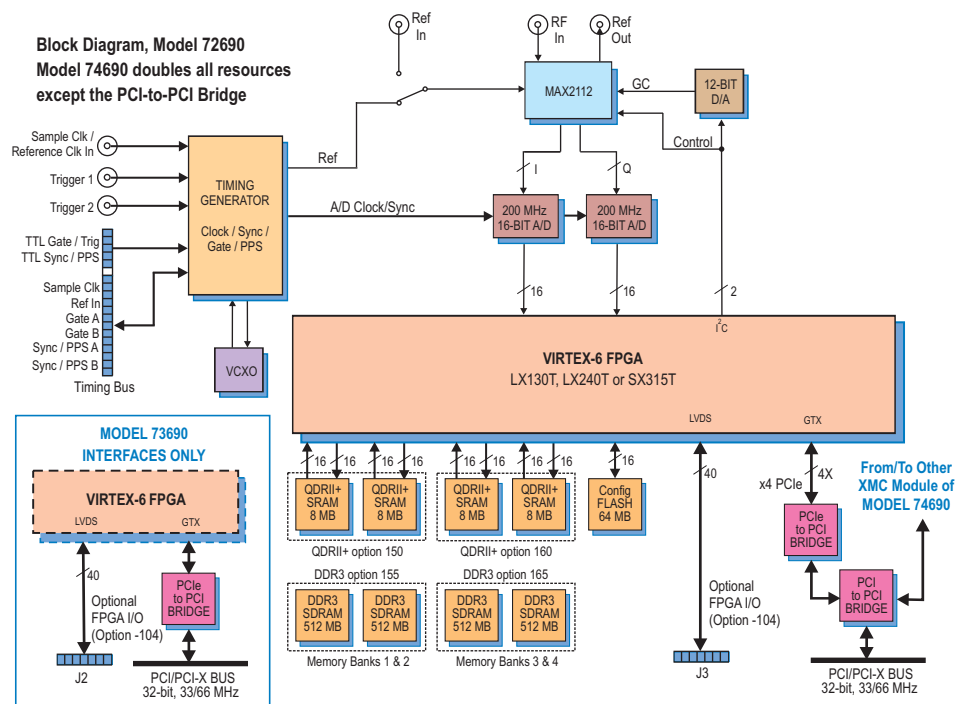 Block Diagram, Model 72690
Model 74690 doubles all resources
except the PCI-to-PCI Bridge
Ref
In
RF
In
Ref
Out
MAX2112
GC
12-BIT
D/A
Control
Sample Clk /
Reference Clk In
Trigger 1
Trigger 2
TTL Gate / Trig
TTL Sync / PPS
Sample Clk
Ref In
Gate A
Gate B
Sync / PPS A
Sync / PPS B
Timing Bus
TIMING
GENERATOR
Clock / Sync /
Gate / PPS
VCXO
Ref
A/D Clock/Sync
I
Q
200 MHz
16-BIT A/D
200 MHz
16-BIT A/D
16
16
2
I2C
VIRTEX-6 FPGA
LX130T, LX240T or SX315T
LVDS
GTX
16
16
16
16
16
16
16
16
16
40
4X
x4 PCIe
QDRII+
SRAM
8 MB
QDRII+
SRAM
8 MB
QDRII+
SRAM
8 MB
QDRII+
SRAM
8 MB
Config
FLASH
64 MB
QDRII+ option 150
QDRII+ option 160
DDR3 option 155
DDR3 option 165
DDR3
SDRAM
512 MB
DDR3
SDRAM
512 MB
DDR3
SDRAM
512 MB
DDR3
SDRAM
512 MB
Memory Banks 1 & 2
Memory Banks 3 & 4
Optional
FPGA I/O
(Option -104)
J3
From/To Other
XMC Module of
MODEL 74690
PCIe
to PCI
BRIDGE
PCI
to PCI
BRIDGE
PCI/PCI-X BUS
32-bit, 33/66 MHz
MODEL 73690
INTERFACES ONLY
VIRTEX-6 FPGA
LVDS
GTX
40
PCIe
to PCI
BRIDGE
Optional
FPGA I/O
(Option -104)
J2
PCI/PCI-X BUS
32-bit, 33/66 MHz